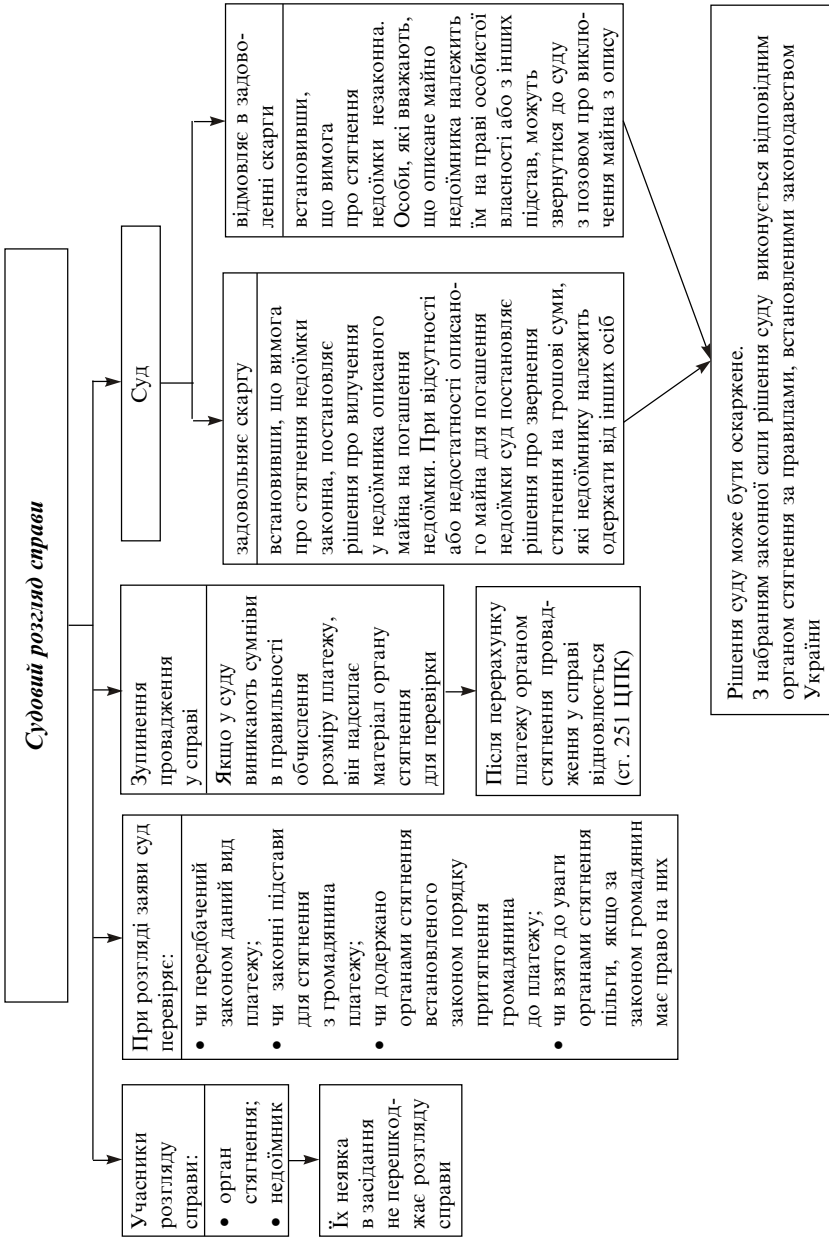 Судовий розгляд справи
Учасники
розгляду
справи:
• орган
стягнення;
• недоїмник
Їх неявка
в засідання
не перешкод-
жає розгляду
справи
При розгляді заяви суд
перевіряє:
• чи передбачений
законом даний вид
платежу;
• чи законні підстави
для стягнення
з громадянина
платежу;
• чи додержано
органами стягнення
встановленого
законом порядку
притягнення
громадянина
до платежу;
• чи взято до уваги
органами стягнення
пільги, якщо за
законом громадянин
має право на них
Зупинення
провадження
у справі
Якщо у суду
виникають сумніви
в правильності
обчислення
розміру платежу,
він надсилає
матеріал органу
стягнення
для перевірки
Після перерахунку
платежу органом
стягнення провад-
ження у справі
відновлюється
(ст. 251 ЦПК)
Суд
задовольняє скаргу
встановивши, що вимога
про стягнення недоїмки
законна, постановляє
рішення про вилучення
у недоїмника описаного
майна на погашення
недоїмки. При відсутності
або недостатності описано-
го майна для погашення
недоїмки суд постановляє
рішення про звернення
стягнення на грошові суми,
які недоїмнику належить
одержати від інших осіб
відмовляє в задово-
ленні скарги
встановивши,
що вимога
про стягнення
недоїмки незаконна.
Особи, які вважають,
що описане майно
недоїмника належить
їм на праві особистої
власності або з інших
підстав, можуть
звернутися до суду
з позовом про виклю-
чення майна з опису
Рішення суду може бути оскаржене.
З набранням законної сили рішення суду виконується відповідним
органом стягнення за правилами, встановленими законодавством
України